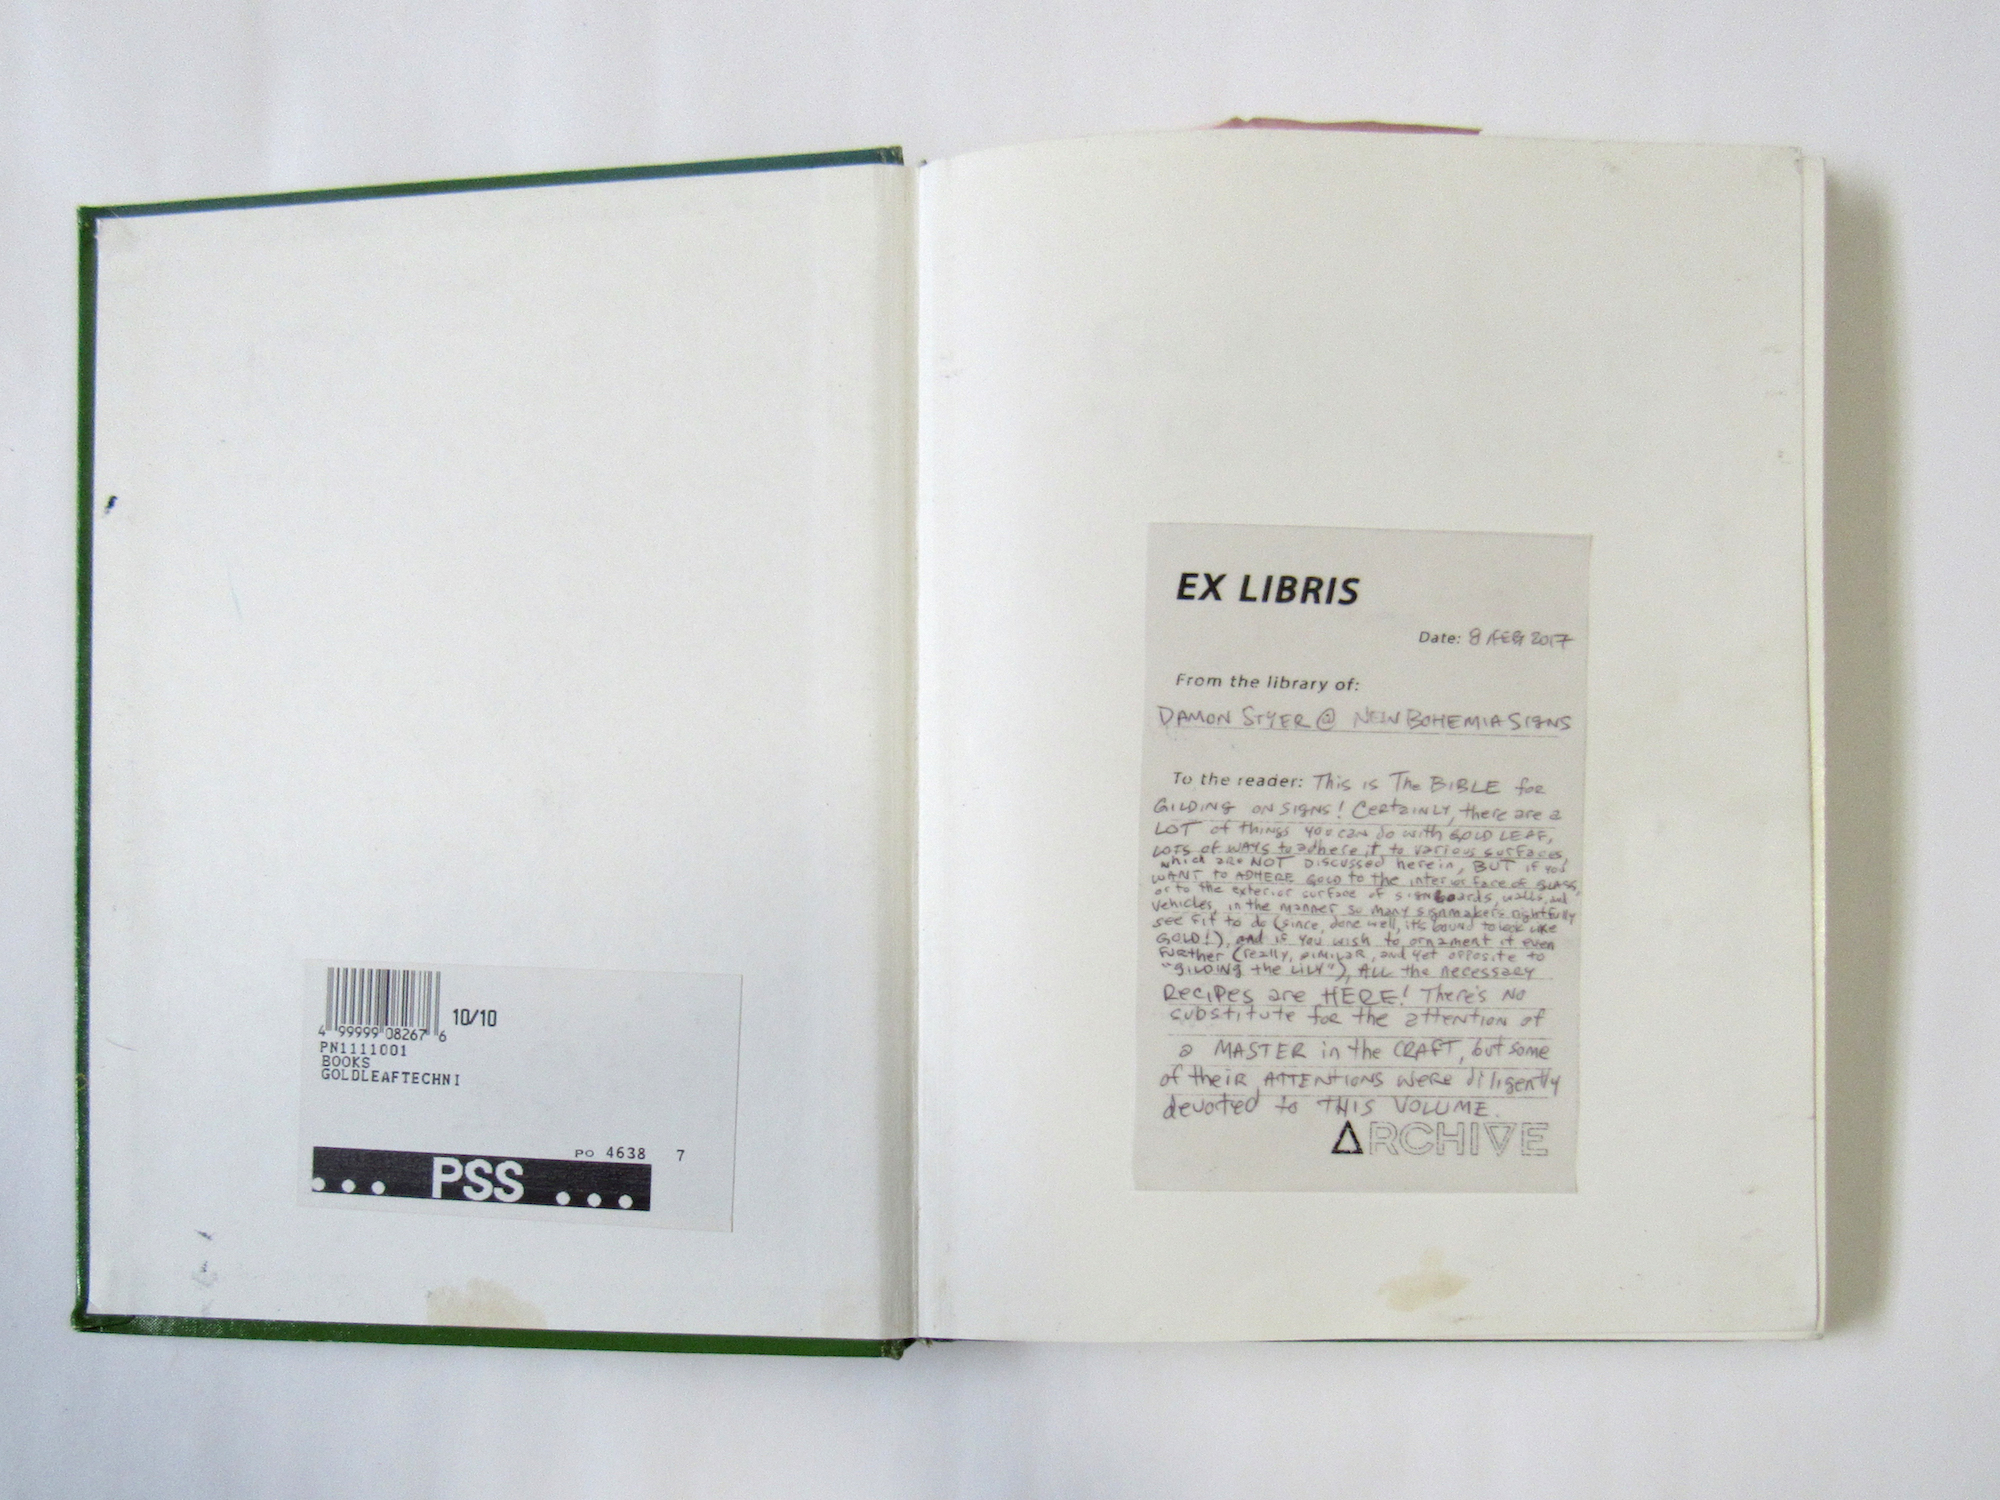 4 99999 08267 6
10/10
PN1111001
BOOKS
GOLDLEAFTECHNI
PO 4638 7
... PSS ...
EX LIBRIS
Date: 8 FEB 2017
From the library of:
DAMON STYER @ NEW BOHEMIA SIGNS
To the reader: This is The BIBLE for
GILDING ON SIGNS! Certainly, there are a
LOT of things you can do with GOLD LEAF,
LOTS of WAYS to adhere it to various surfaces,
which are NOT DISCUSSED herein, BUT if you
WANT to ADHERE GOLD to the interior face of GLASS,
or to the exterior surface of signboards, walls, and
vehicles, in the manner so many signmakers rightfully
see fit to do (since, done well, it's bound to look like
GOLD!), and if you wish to ornament it even
further (really, similar, and yet opposite to
"gilding the lily"), ALL the necessary
RECIPES are HERE! There's NO
substitute for the attention of
a MASTER in the CRAFT, but some
of their ATTENTIONS were diligently
devoted to THIS VOLUME.
ARCHIVE